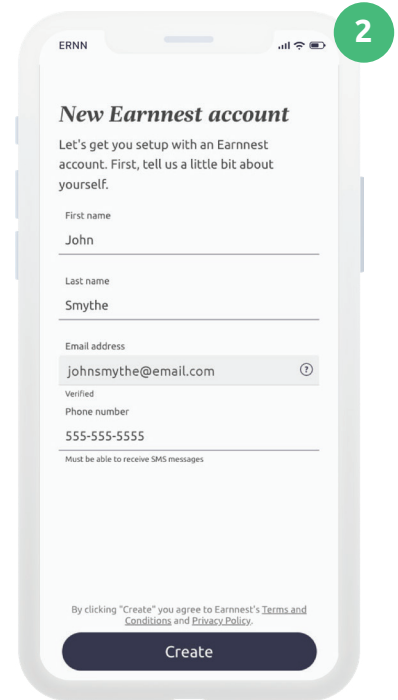 2
ERNN
New Earnnest account
Let's get you setup with an Earnnest
account. First, tell us a little bit about
yourself.
First name
John
Last name
Smythe
Email address
johnsmythe@email.com
?
Verified
Phone number
555-555-5555
Must be able to receive SMS messages
By clicking "Create" you agree to Earnnest's Terms and
Conditions and Privacy Policy.
Create